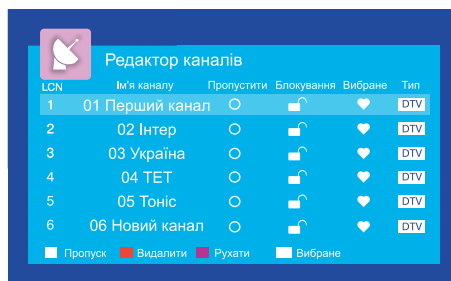 Редактор каналів
LCN Ім'я каналу Пропустити Блокування Вибране Тип
1 01 Перший канал DTV
2 02 Інтер DTV
3 03 Україна DTV
4 04 ТЕТ DTV
5 05 Тоніс DTV
6 06 Новий канал DTV
Пропуск Видалити Рухати Вибране